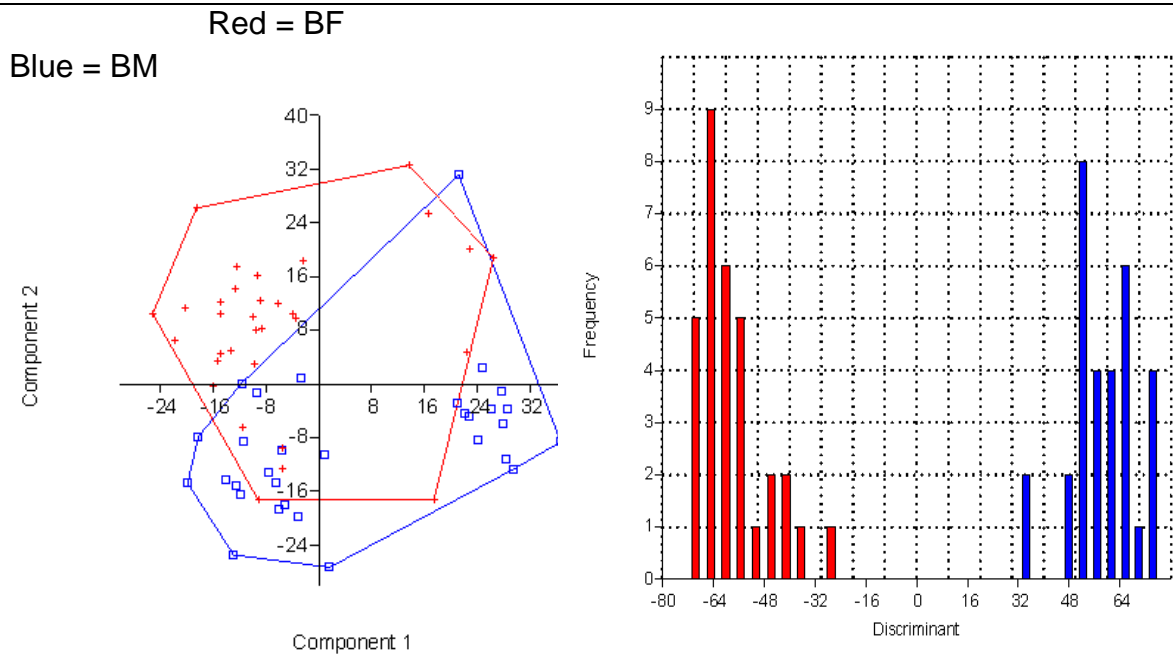 Red = BF
Blue = BM
40
32
24
16
8
-24 -16 -8 8 16 24 32
-8
-16
-24
Component 2
Component 1
9
8
7
6
5
4
3
2
1
0
-80 -64 -48 -32 -16 0 16 32 48 64
Frequency
Discriminant